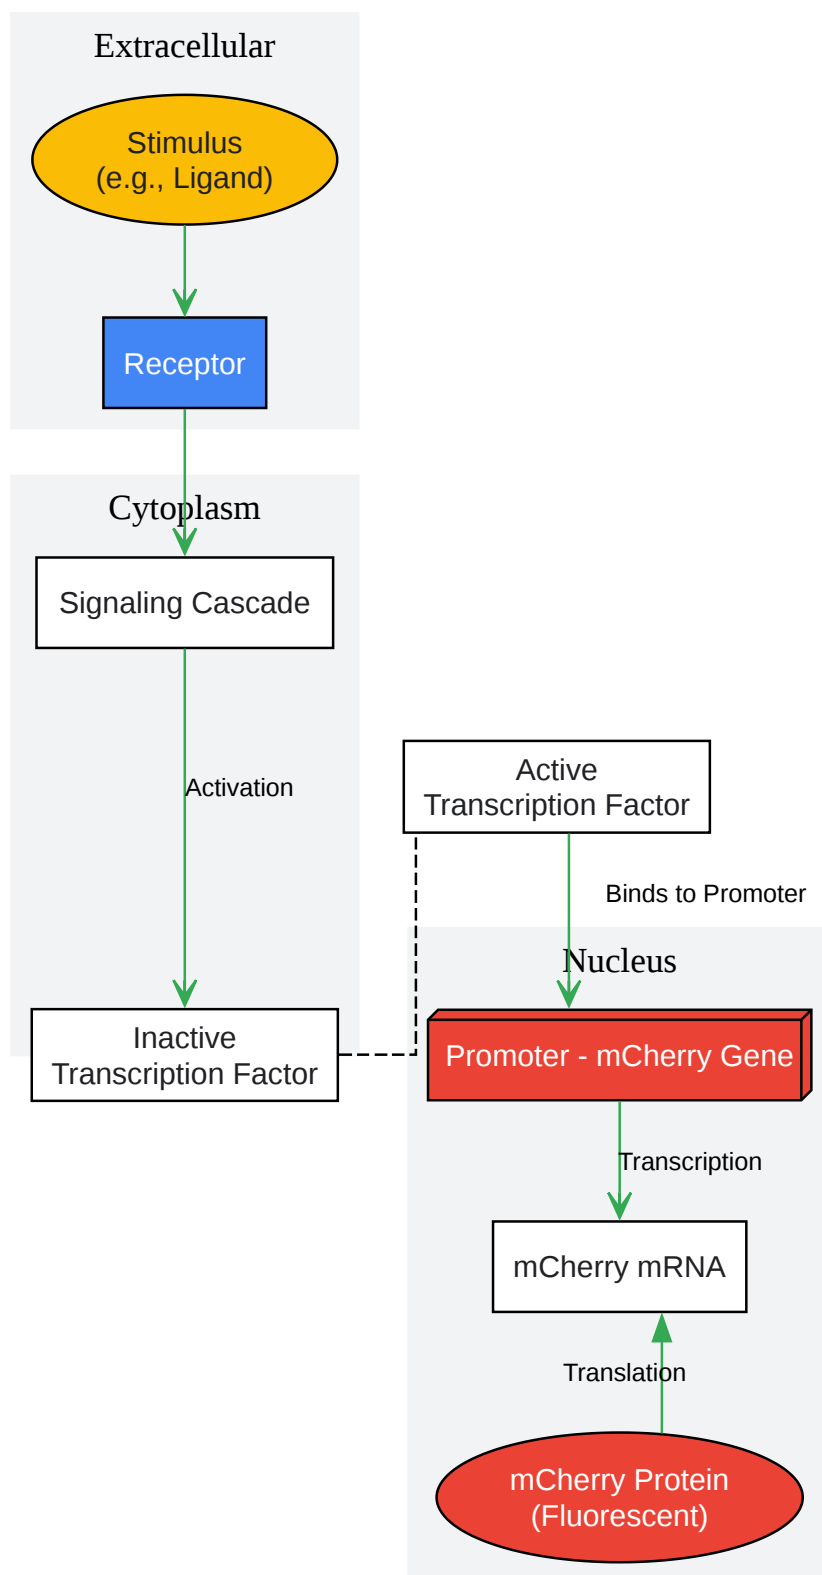 Extracellular
Stimulus
(e.g., Ligand)
Receptor
Cytoplasm
Signaling Cascade
Activation
Active
Transcription Factor
Binds to Promoter
Nucleus
Inactive
Transcription Factor
Promoter - mCherry Gene
Transcription
mCherry mRNA
Translation
mCherry Protein
(Fluorescent)